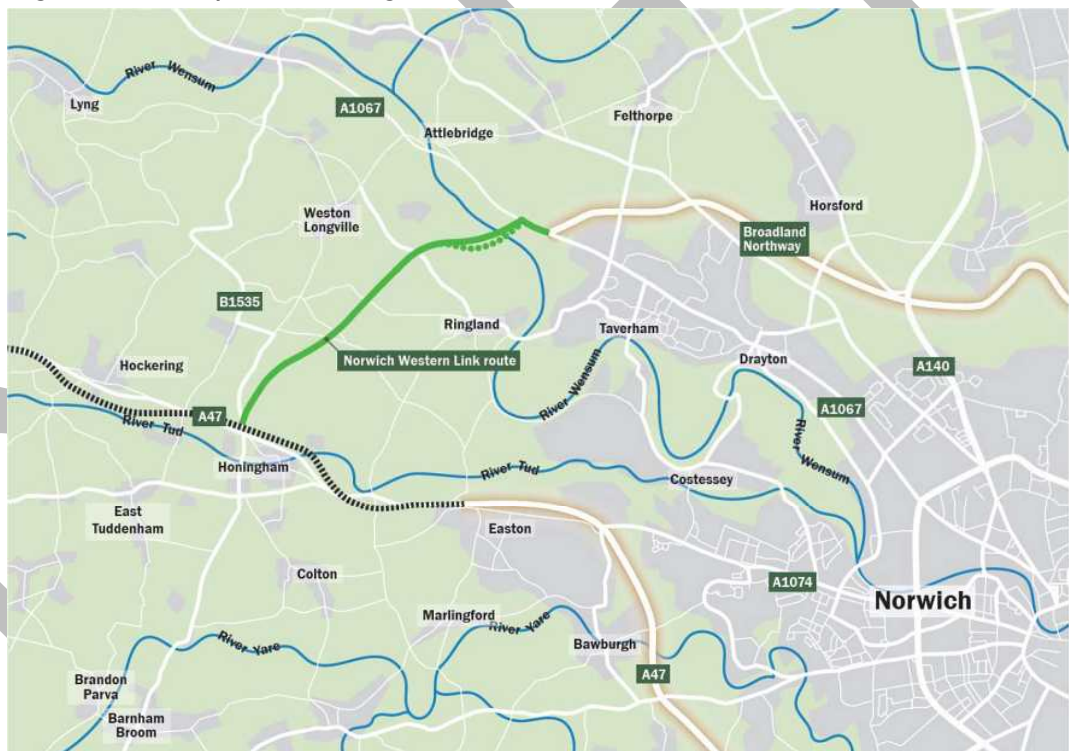 River Wensum
Lyng
A1067
Attlebridge
Felthorpe
Weston
Longville
Horsford
Broadland
Northway
B1535
Ringland
Taverham
Norwich Western Link route
Drayton
Hockering
A140
River Wensum
A47
A1067
River Tud
River Wensum
Honingham
River Tud
Costessey
East
Tuddenham
Easton
Colton
A1074
Norwich
Marlingford
River Yare
River Yare
Bawburgh
A47
Brandon
Parva
Barnham
Broom